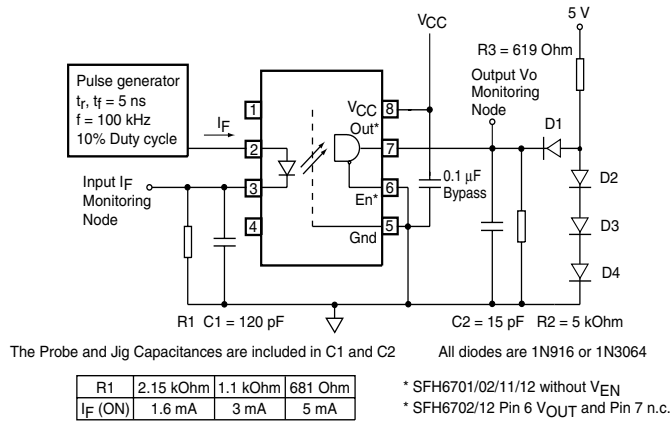 VCC
5 V
R3 = 619 Ohm
Output Vo
Monitoring
Node
Pulse generator
tr, tf = 5 ns
f = 100 kHz
10% Duty cycle
IF
1
VCC
8
Out*
D1
2
7
D2
Input IF
Monitoring
Node
3
6
En*
0.1 µF
Bypass
D3
4
5
Gnd
D4
R1 C1 = 120 pF
C2 = 15 pF R2 = 5 kOhm
The Probe and Jig Capacitances are included in C1 and C2
All diodes are 1N916 or 1N3064
R1 2.15 kOhm 1.1 kOhm 681 Ohm
IF (ON) 1.6 mA 3 mA 5 mA
* SFH6701/02/11/12 without VEN
* SFH6702/12 Pin 6 VOUT and Pin 7 n.c.